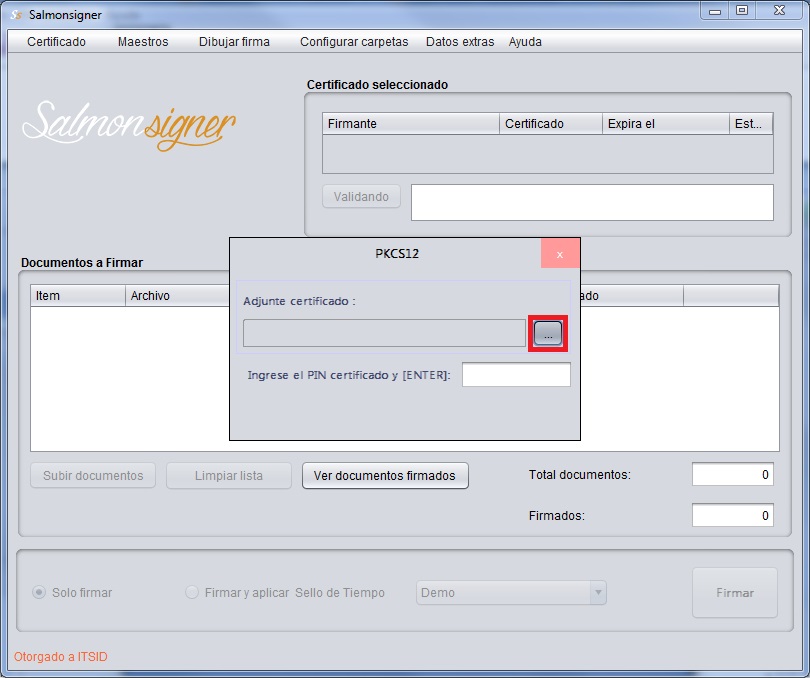 Salmonsigner
Certificado Maestros Dibujar firma Configurar carpetas Datos extras Ayuda
Salmonsigner
Certificado seleccionado
Firmante Certificado Expira el Est...
Validando
Documentos a Firmar
Item Archivo ado
PKCS12 x
Adjunte certificado :
...
Ingrese el PIN certificado y [ENTER]:
Subir documentos Limpiar lista Ver documentos firmados Total documentos: 0
Firmados: 0
Solo firmar Firmar y aplicar Sello de Tiempo Demo Firmar
Otorgado a ITSID